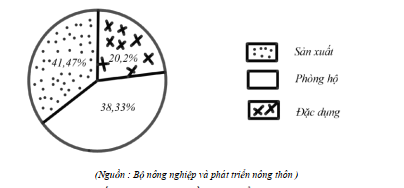 41,47%
20,2%
38,33%
Sản xuất
Phòng hộ
Đặc dụng
(Nguồn : Bộ nông nghiệp và phát triển nông thôn )